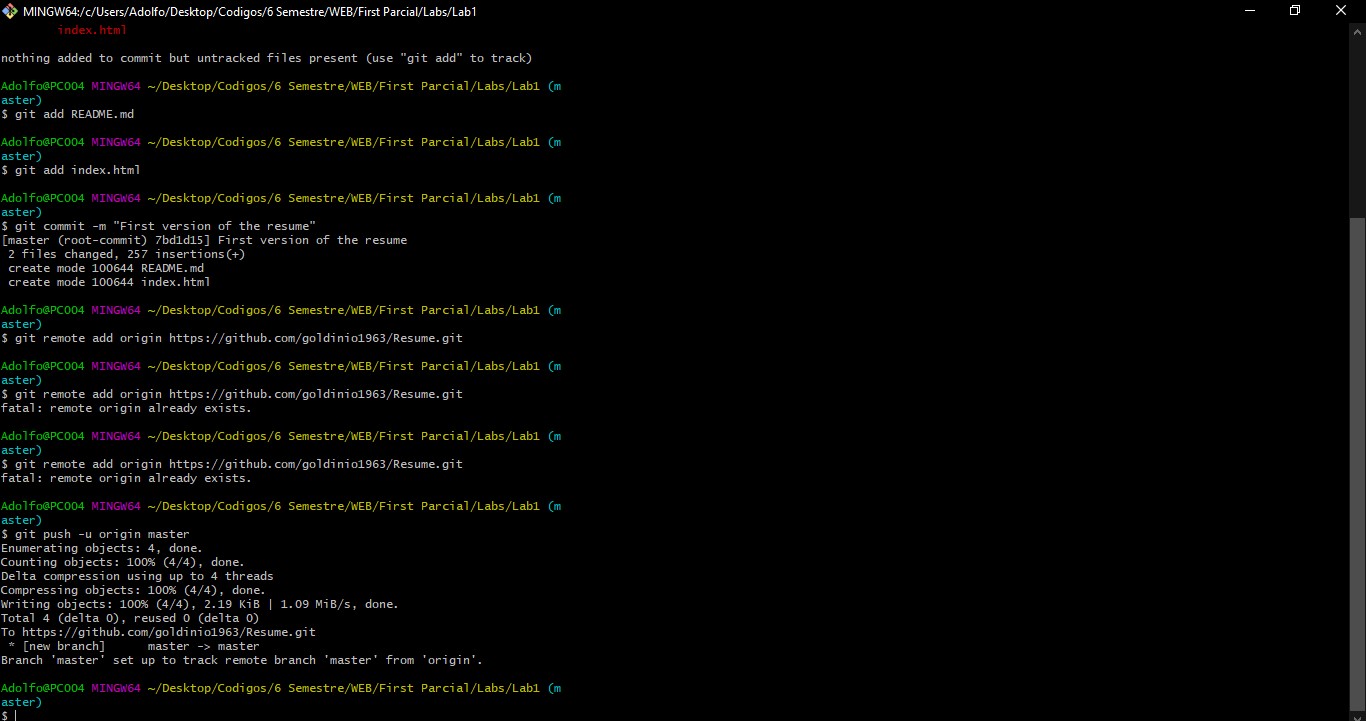 MINGW64:/c/Users/Adolfo/Desktop/Codigos/6 Semestre/WEB/First Parcial/Labs/Lab1
index.html
nothing added to commit but untracked files present (use "git add" to track)
Adolfo@PC004 MINGW64 ~/Desktop/Codigos/6 Semestre/WEB/First Parcial/Labs/Lab1 (m
aster)
$ git add README.md
Adolfo@PC004 MINGW64 ~/Desktop/Codigos/6 Semestre/WEB/First Parcial/Labs/Lab1 (m
aster)
$ git add index.html
Adolfo@PC004 MINGW64 ~/Desktop/Codigos/6 Semestre/WEB/First Parcial/Labs/Lab1 (m
aster)
$ git commit -m "First version of the resume"
[master (root-commit) 7bd1d15] First version of the resume
 2 files changed, 257 insertions(+)
 create mode 100644 README.md
 create mode 100644 index.html
Adolfo@PC004 MINGW64 ~/Desktop/Codigos/6 Semestre/WEB/First Parcial/Labs/Lab1 (m
aster)
$ git remote add origin https://github.com/goldinio1963/Resume.git
Adolfo@PC004 MINGW64 ~/Desktop/Codigos/6 Semestre/WEB/First Parcial/Labs/Lab1 (m
aster)
$ git remote add origin https://github.com/goldinio1963/Resume.git
fatal: remote origin already exists.
Adolfo@PC004 MINGW64 ~/Desktop/Codigos/6 Semestre/WEB/First Parcial/Labs/Lab1 (m
aster)
$ git remote add origin https://github.com/goldinio1963/Resume.git
fatal: remote origin already exists.
Adolfo@PC004 MINGW64 ~/Desktop/Codigos/6 Semestre/WEB/First Parcial/Labs/Lab1 (m
aster)
$ git push -u origin master
Enumerating objects: 4, done.
Counting objects: 100% (4/4), done.
Delta compression using up to 4 threads
Compressing objects: 100% (4/4), done.
Writing objects: 100% (4/4), 2.19 KiB | 1.09 MiB/s, done.
Total 4 (delta 0), reused 0 (delta 0)
To https://github.com/goldinio1963/Resume.git
 * [new branch]      master -> master
Branch 'master' set up to track remote branch 'master' from 'origin'.
Adolfo@PC004 MINGW64 ~/Desktop/Codigos/6 Semestre/WEB/First Parcial/Labs/Lab1 (m
aster)
$